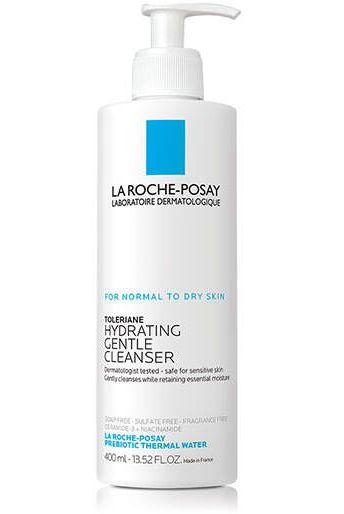 LA ROCHE-POSAY
LABORATOIRE DERMATOLOGIQUE
FOR NORMAL TO DRY SKIN
TOLERIANE
HYDRATING
GENTLE
CLEANSER
Dermatologist tested - safe for sensitive skin
Gently cleanses while retaining essential moisture
SOAP FREE - SULFATE FREE - FRAGRANCE FREE
CERAMIDE-3 + NIACINAMIDE
LA ROCHE-POSAY
PREBIOTIC THERMAL WATER
400 ml - 13.52 FL.OZ. Made in France